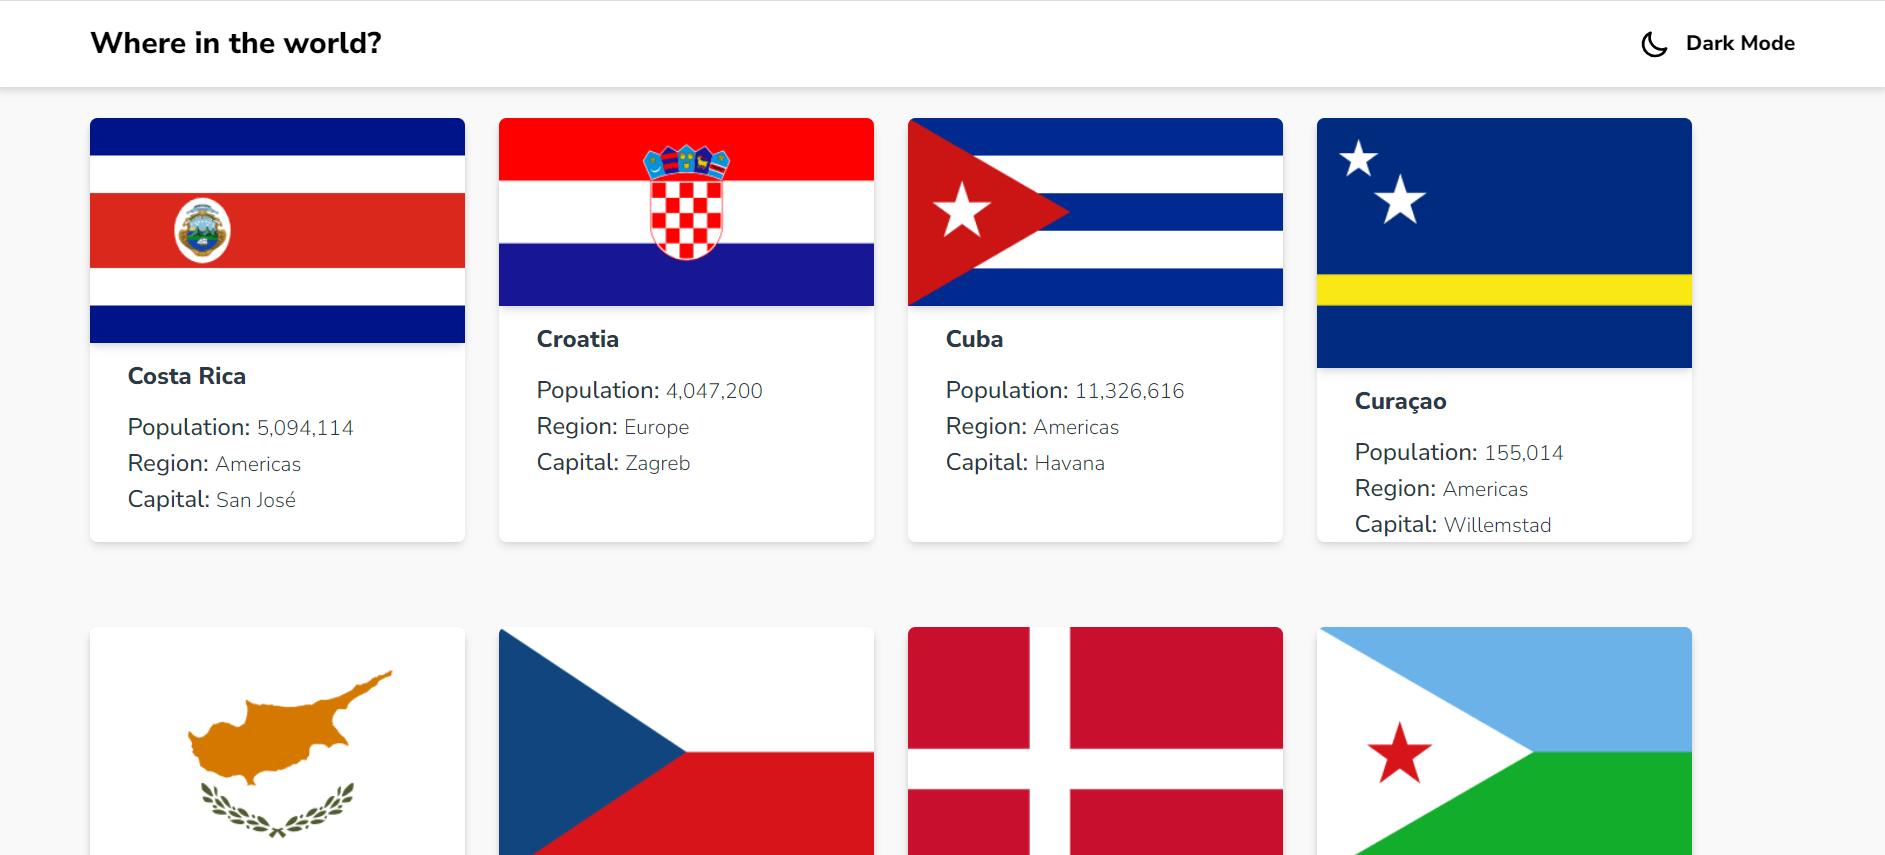 Where in the world?
Dark Mode
Costa Rica
Population: 5,094,114
Region: Americas
Capital: San José
Croatia
Population: 4,047,200
Region: Europe
Capital: Zagreb
Cuba
Population: 11,326,616
Region: Americas
Capital: Havana
Curaçao
Population: 155,014
Region: Americas
Capital: Willemstad